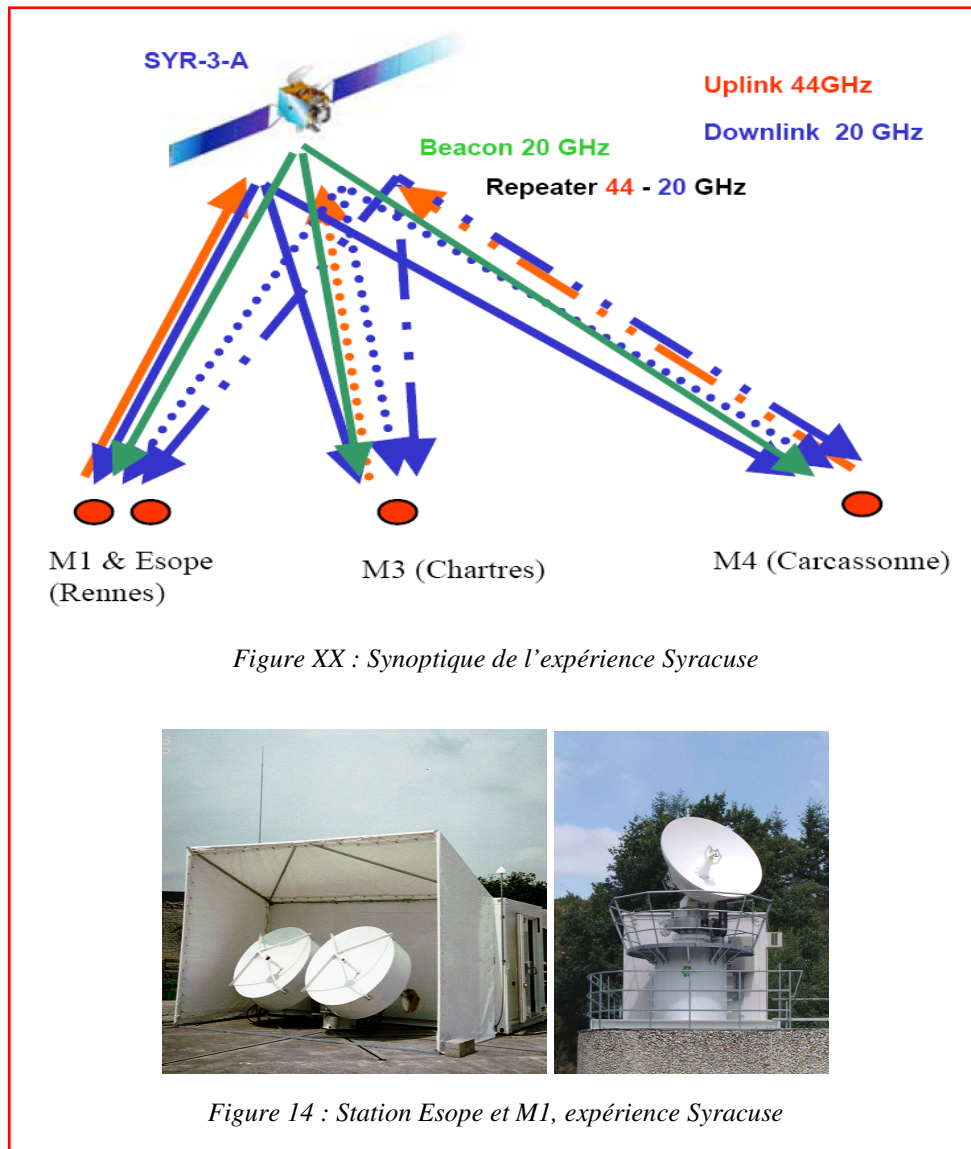 SYR-3-A
Uplink 44GHz
Downlink  20 GHz
Beacon 20 GHz
Repeater 44 - 20 GHz
M1 & Esope
(Rennes)
M3 (Chartres)
M4 (Carcassonne)
Figure XX : Synoptique de l'expérience Syracuse
Figure 14 : Station Esope et M1, expérience Syracuse